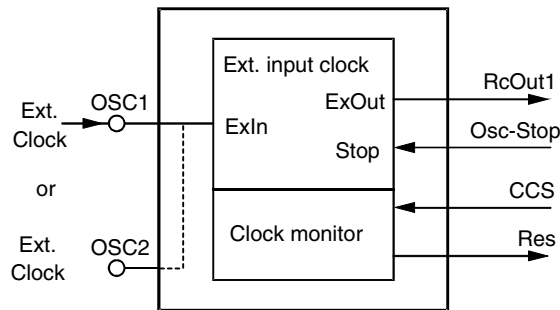 Ext. input clock
RcOut1
ExOut
Ext.
Clock
OSC1
ExIn
Osc-Stop
Stop
or
CCS
Clock monitor
Res
Ext.
Clock
OSC2